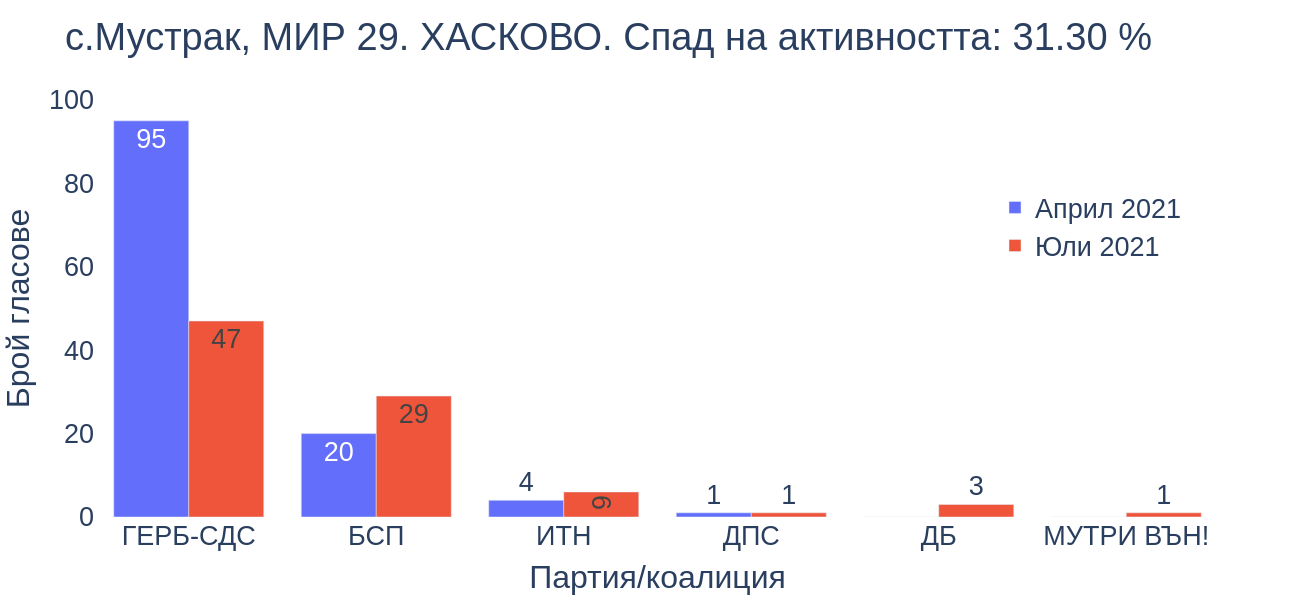 с.Мустрак, МИР 29. ХАСКОВО. Спад на активността: 31.30 %
Брой гласове
100
80
60
40
20
0
95
47
20
29
4
6
1
1
3
1
Април 2021
Юли 2021
ГЕРБ-СДС
БСП
ИТН
ДПС
ДБ
МУТРИ ВЪН!
Партия/коалиция